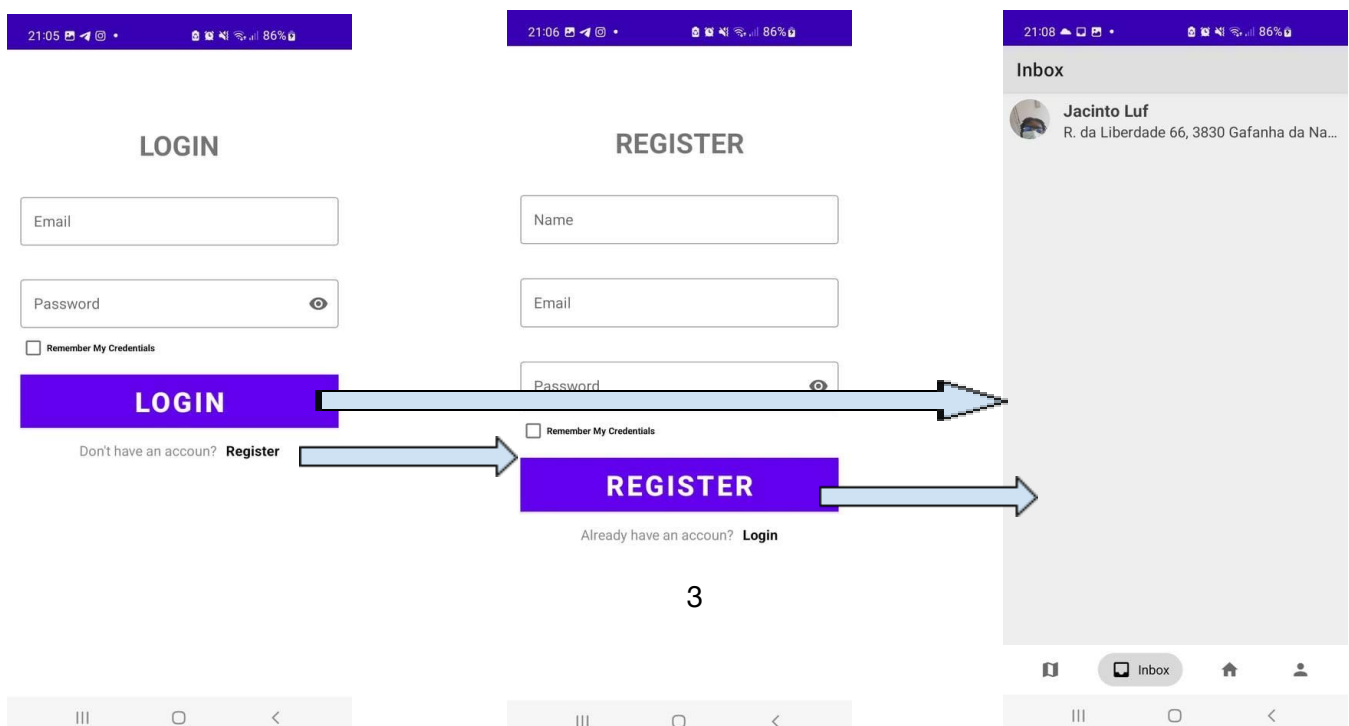 21:05
86%
LOGIN
Email
Password
Remember My Credentials
LOGIN
Don't have an accoun? Register
21:06
86%
REGISTER
Name
Email
Password
Remember My Credentials
REGISTER
Already have an accoun? Login
3
21:08
86%
Inbox
Jacinto Luf
R. da Liberdade 66, 3830 Gafanha da Na...
Inbox